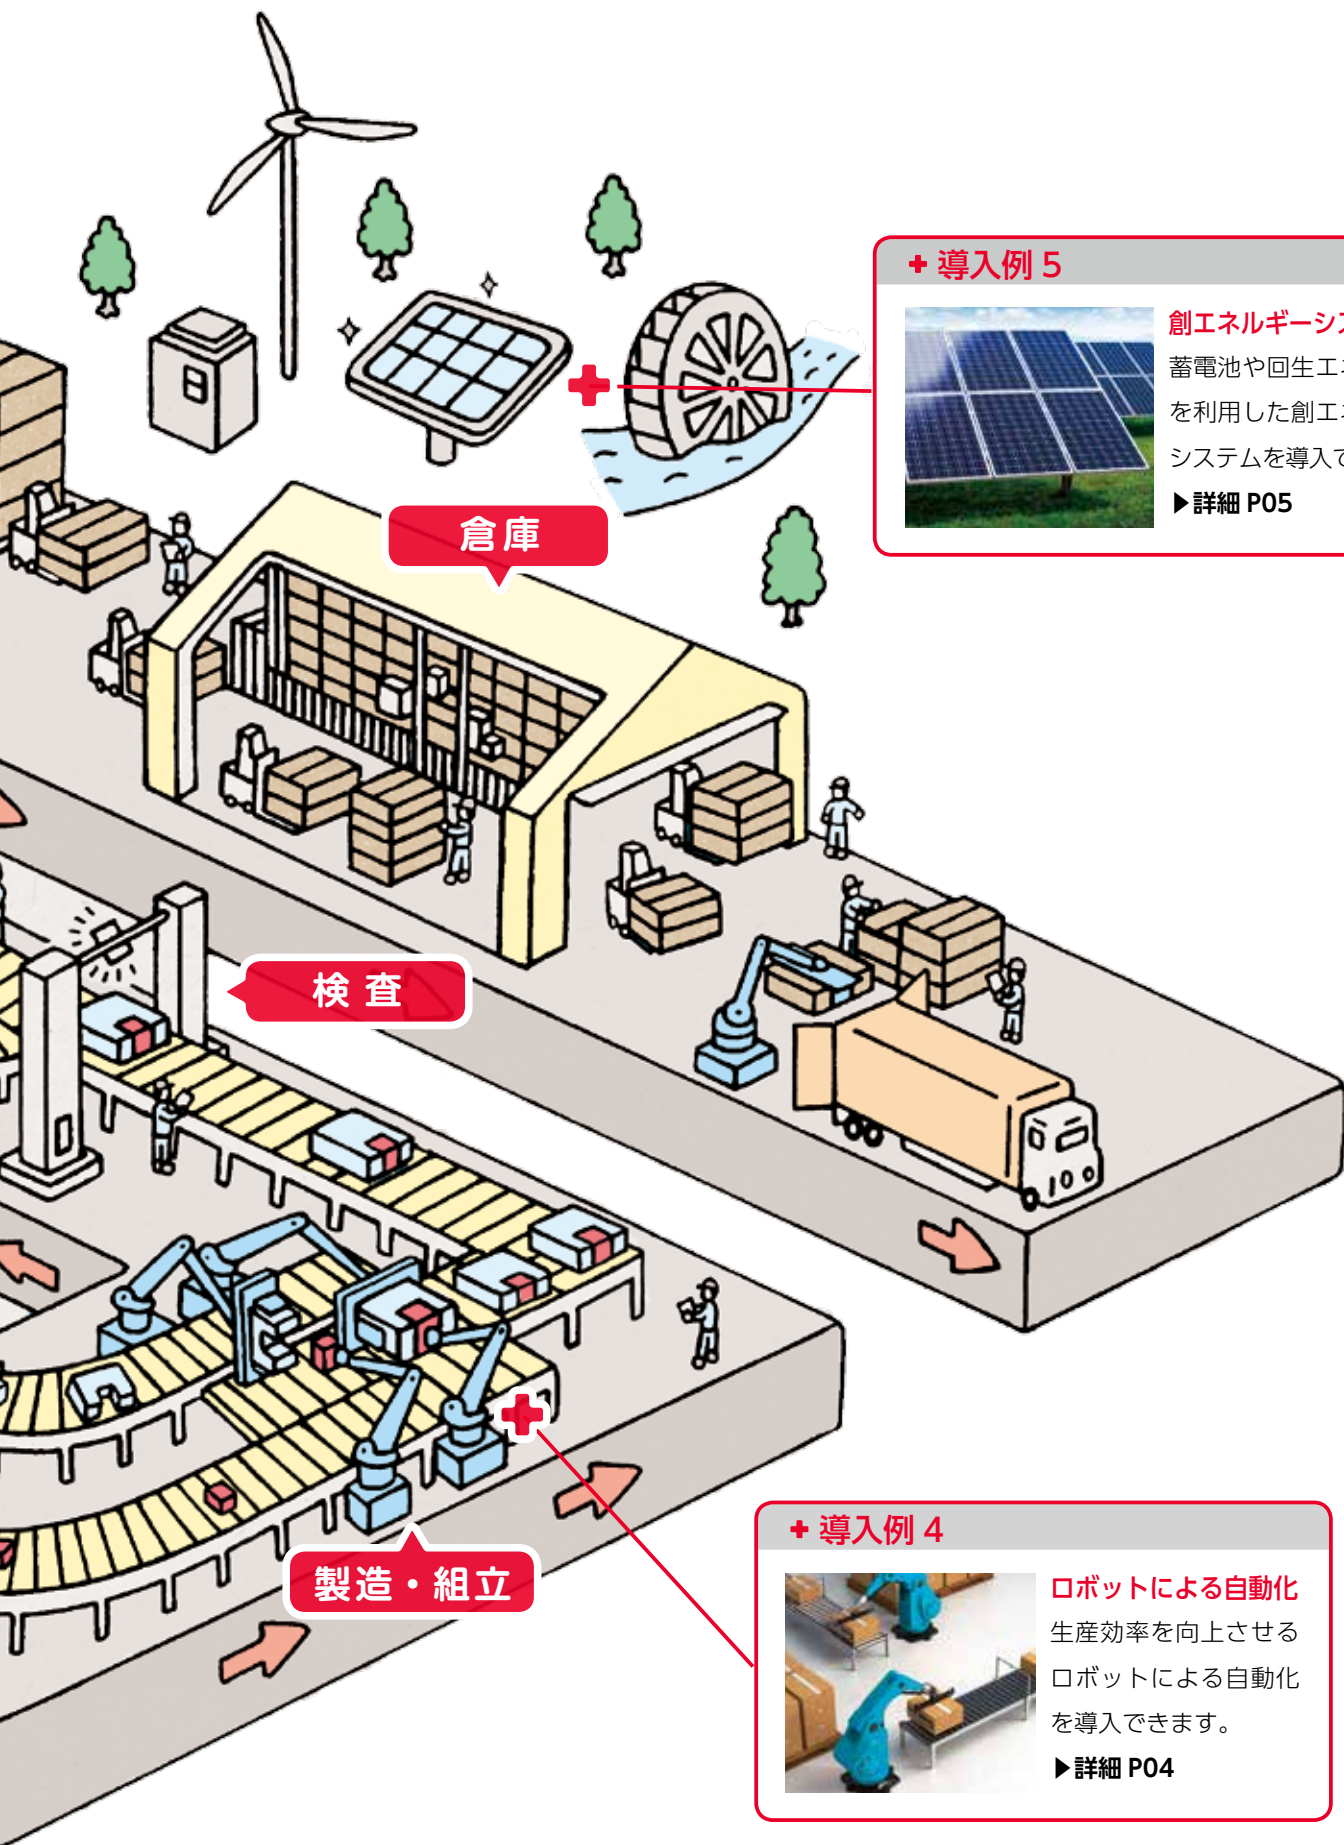 + 導入例 5
創エネルギーシ
蓄電池や回生エ
を利用した創エ
システムを導入
▶詳細 P05
倉庫
検査
製造・組立
+ 導入例 4
ロボットによる自動化
生産効率を向上させる
ロボットによる自動化
を導入できます。
▶詳細 P04